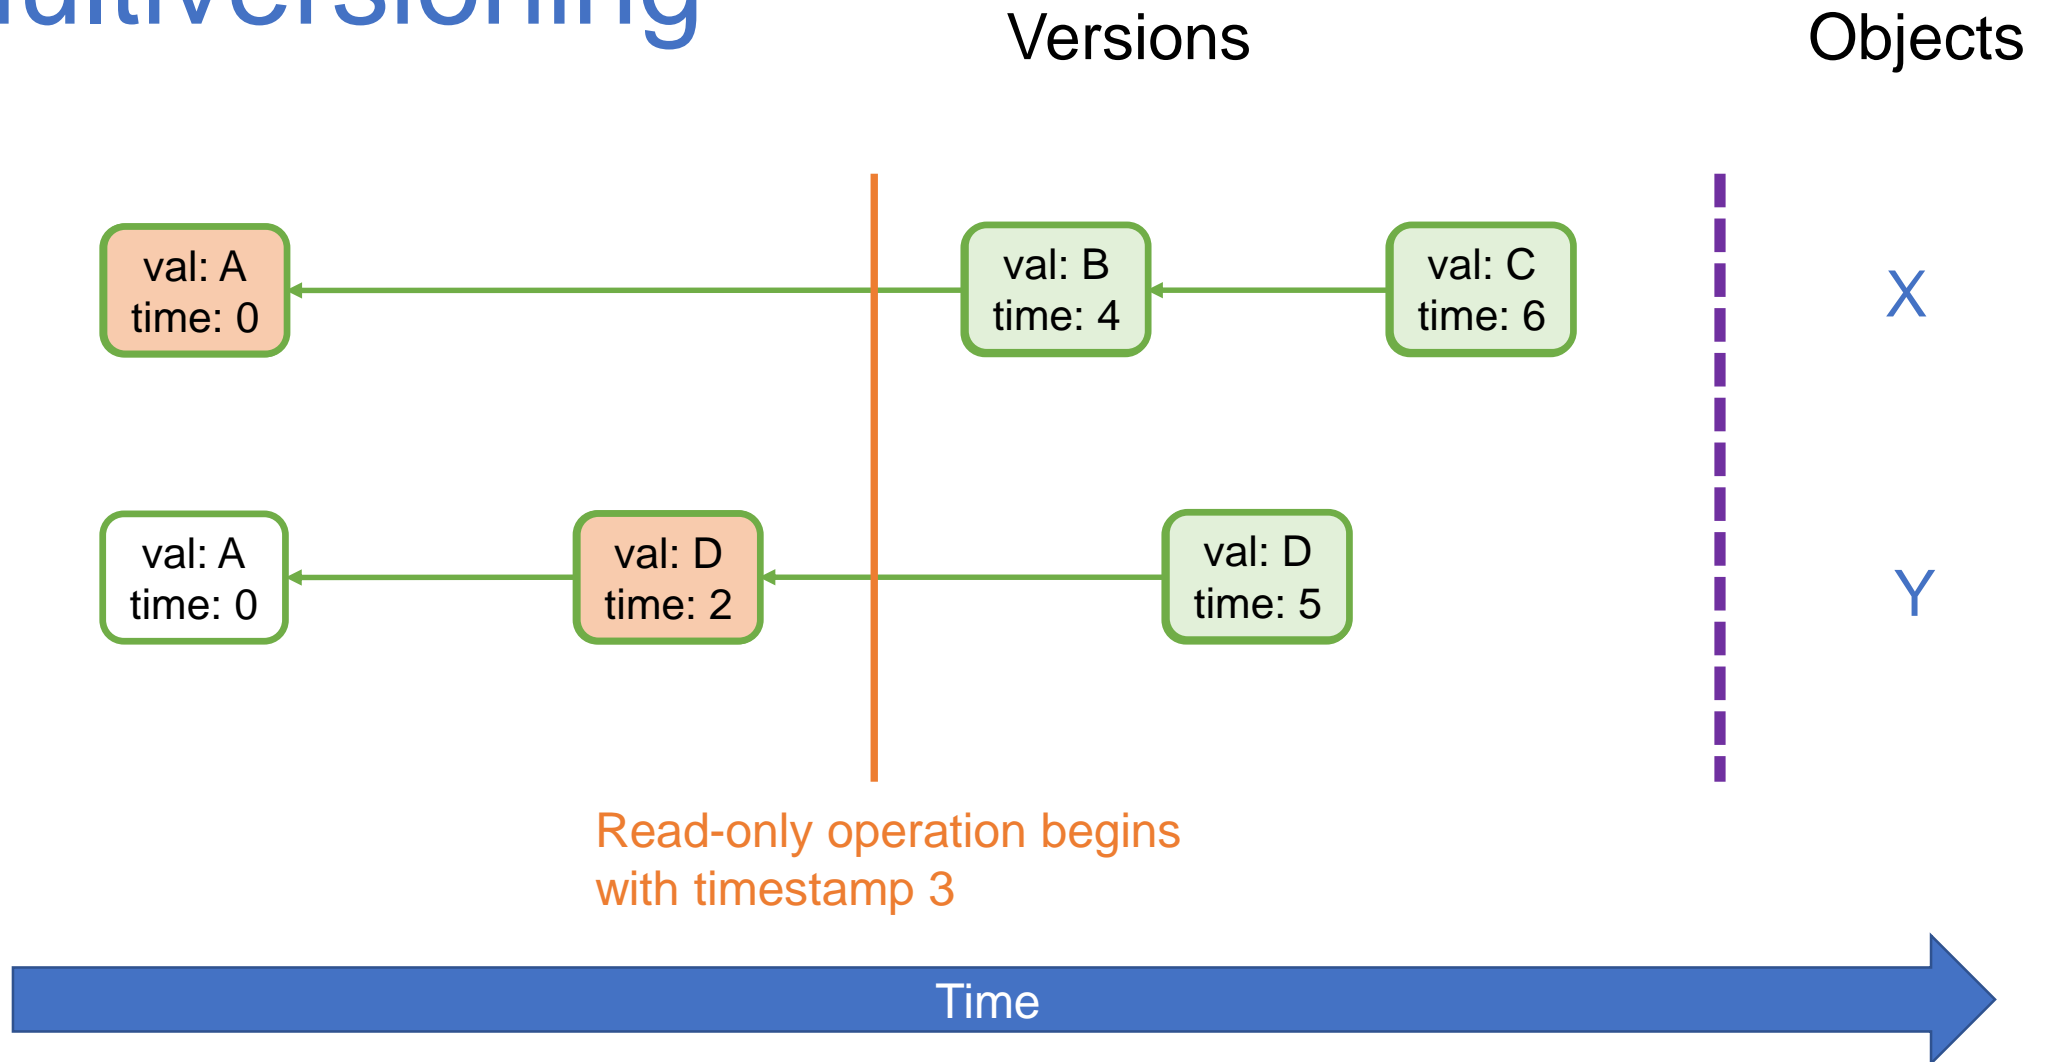 Versions
Objects
val: A
time: 0
val: B
time: 4
val: C
time: 6
X
val: A
time: 0
val: D
time: 2
val: D
time: 5
Y
Read-only operation begins
with timestamp 3
Time